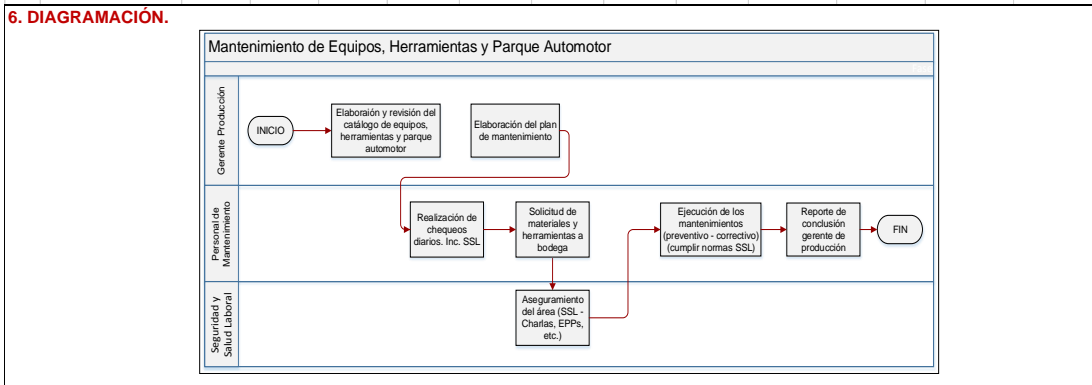 6. DIAGRAMACIÓN.
Mantenimiento de Equipos, Herramientas y Parque Automotor
Gerente Producción
INICIO
Elaboraión y revisión del
catálogo de equipos,
herramientas y parque
automotor
Elaboración del plan
de mantenimiento
Personal de
Mantenimiento
Realización de
chequeos
diarios. Inc. SSL
Solicitud de
materiales y
herramientas a
bodega
Ejecución de los
mantenimientos
(preventivo - correctivo)
(cumplir normas SSL)
Reporte de
conclusión
gerente de
producción
FIN
Seguridad y
Salud Laboral
Aseguramiento
del área (SSL -
Charlas, EPPs,
etc.)